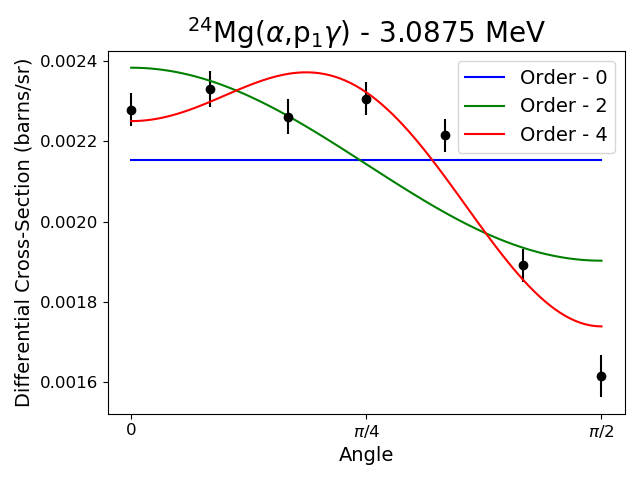 ²⁴Mg(α,p₁γ) - 3.0875 MeV
Order - 0
Order - 2
Order - 4
Differential Cross-Section (barns/sr)
0.0024
0.0022
0.0020
0.0018
0.0016
0
π/4
π/2
Angle